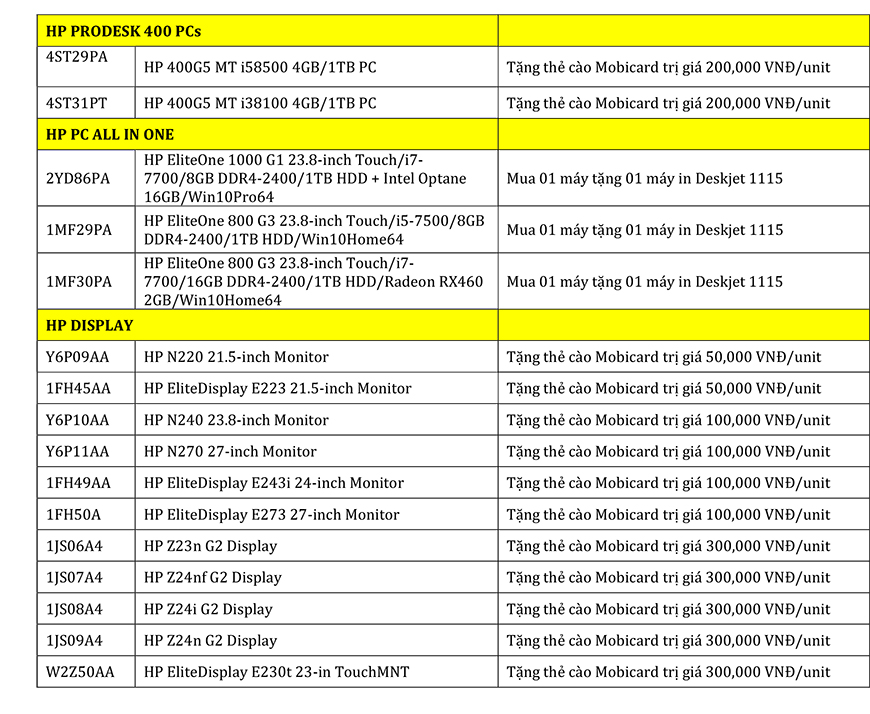 HP PRODESK 400 PCs
4ST29PA HP 400G5 MT i58500 4GB/1TB PC Tặng thẻ cào Mobicard trị giá 200,000 VNĐ/unit
4ST31PT HP 400G5 MT i38100 4GB/1TB PC Tặng thẻ cào Mobicard trị giá 200,000 VNĐ/unit
HP PC ALL IN ONE
2YD86PA HP EliteOne 1000 G1 23.8-inch Touch/i7-
7700/8GB DDR4-2400/1TB HDD + Intel Optane
16GB/Win10Pro64 Mua 01 máy tặng 01 máy in Deskjet 1115
1MF29PA HP EliteOne 800 G3 23.8-inch Touch/i5-7500/8GB
DDR4-2400/1TB HDD/Win10Home64 Mua 01 máy tặng 01 máy in Deskjet 1115
1MF30PA HP EliteOne 800 G3 23.8-inch Touch/i7-
7700/16GB DDR4-2400/1TB HDD/Radeon RX460
2GB/Win10Home64 Mua 01 máy tặng 01 máy in Deskjet 1115
HP DISPLAY
Y6P09AA HP N220 21.5-inch Monitor Tặng thẻ cào Mobicard trị giá 50,000 VNĐ/unit
1FH45AA HP EliteDisplay E223 21.5-inch Monitor Tặng thẻ cào Mobicard trị giá 50,000 VNĐ/unit
Y6P10AA HP N240 23.8-inch Monitor Tặng thẻ cào Mobicard trị giá 100,000 VNĐ/unit
Y6P11AA HP N270 27-inch Monitor Tặng thẻ cào Mobicard trị giá 100,000 VNĐ/unit
1FH49AA HP EliteDisplay E243i 24-inch Monitor Tặng thẻ cào Mobicard trị giá 100,000 VNĐ/unit
1FH50A HP EliteDisplay E273 27-inch Monitor Tặng thẻ cào Mobicard trị giá 100,000 VNĐ/unit
1JS06A4 HP Z23n G2 Display Tặng thẻ cào Mobicard trị giá 300,000 VNĐ/unit
1JS07A4 HP Z24nf G2 Display Tặng thẻ cào Mobicard trị giá 300,000 VNĐ/unit
1JS08A4 HP Z24i G2 Display Tặng thẻ cào Mobicard trị giá 300,000 VNĐ/unit
1JS09A4 HP Z24n G2 Display Tặng thẻ cào Mobicard trị giá 300,000 VNĐ/unit
W2Z50AA HP EliteDisplay E230t 23-in TouchMNT Tặng thẻ cào Mobicard trị giá 300,000 VNĐ/unit